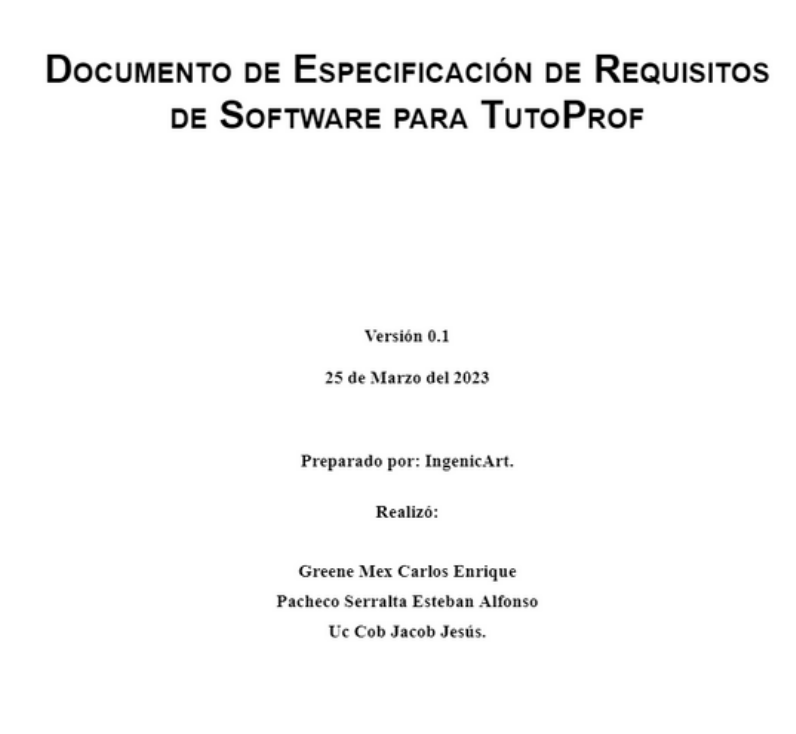 Documento de Especificación de Requisitos
de Software para TutoProf
Versión 0.1
25 de Marzo del 2023
Preparado por: IngenicArt.
Realizó:
Greene Mex Carlos Enrique
Pacheco Serralta Esteban Alfonso
Uc Cob Jacob Jesús.